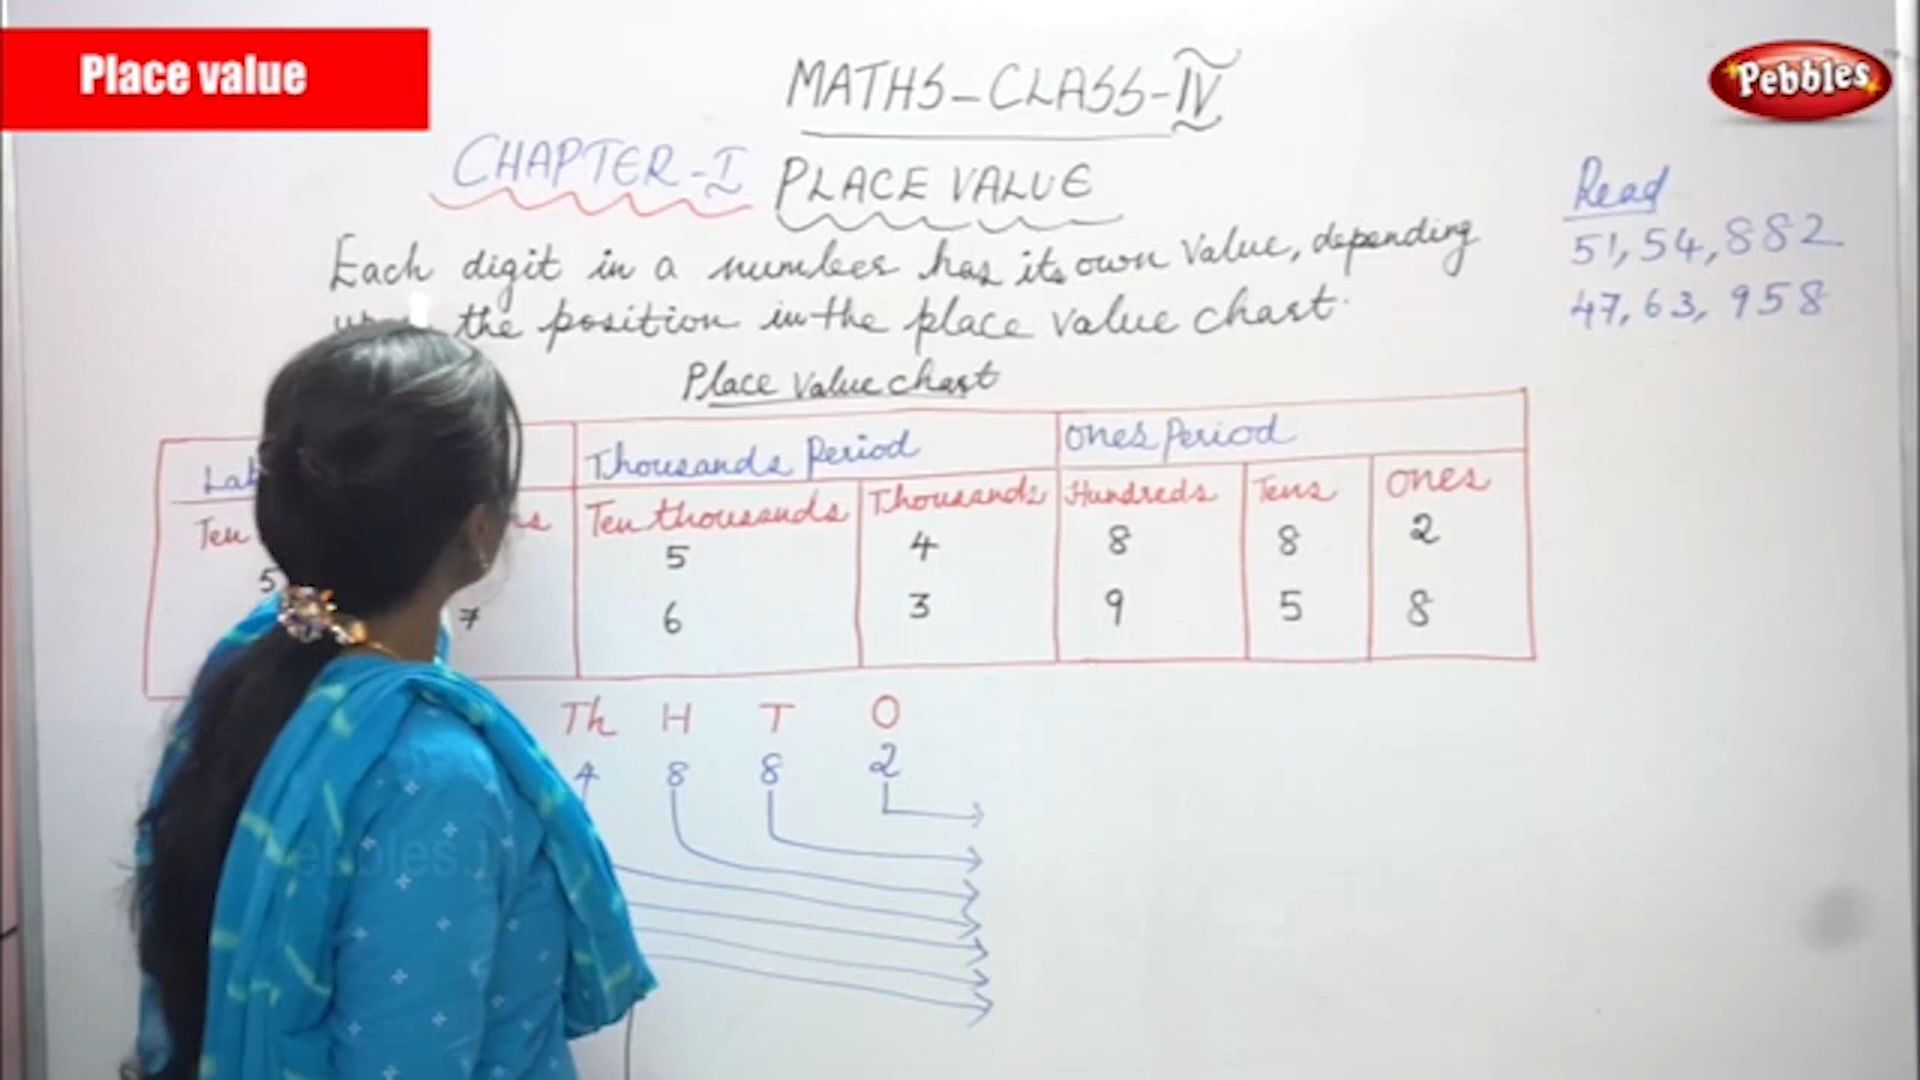 Place value
Pebbles
MATHS-CLASS-IV
CHAPTER-I PLACE VALUE
Each digit in a number has its own Value, depending
the position in the place value chart.
Place Value chart
Read
51,54,882
47,63,958
Thousands Period Ones Period
Ten Ten thousands Thousands Hundreds Tens Ones
5 5 4 8 8 2
7 6 3 9 5 8
Th H T O
4 8 8 2